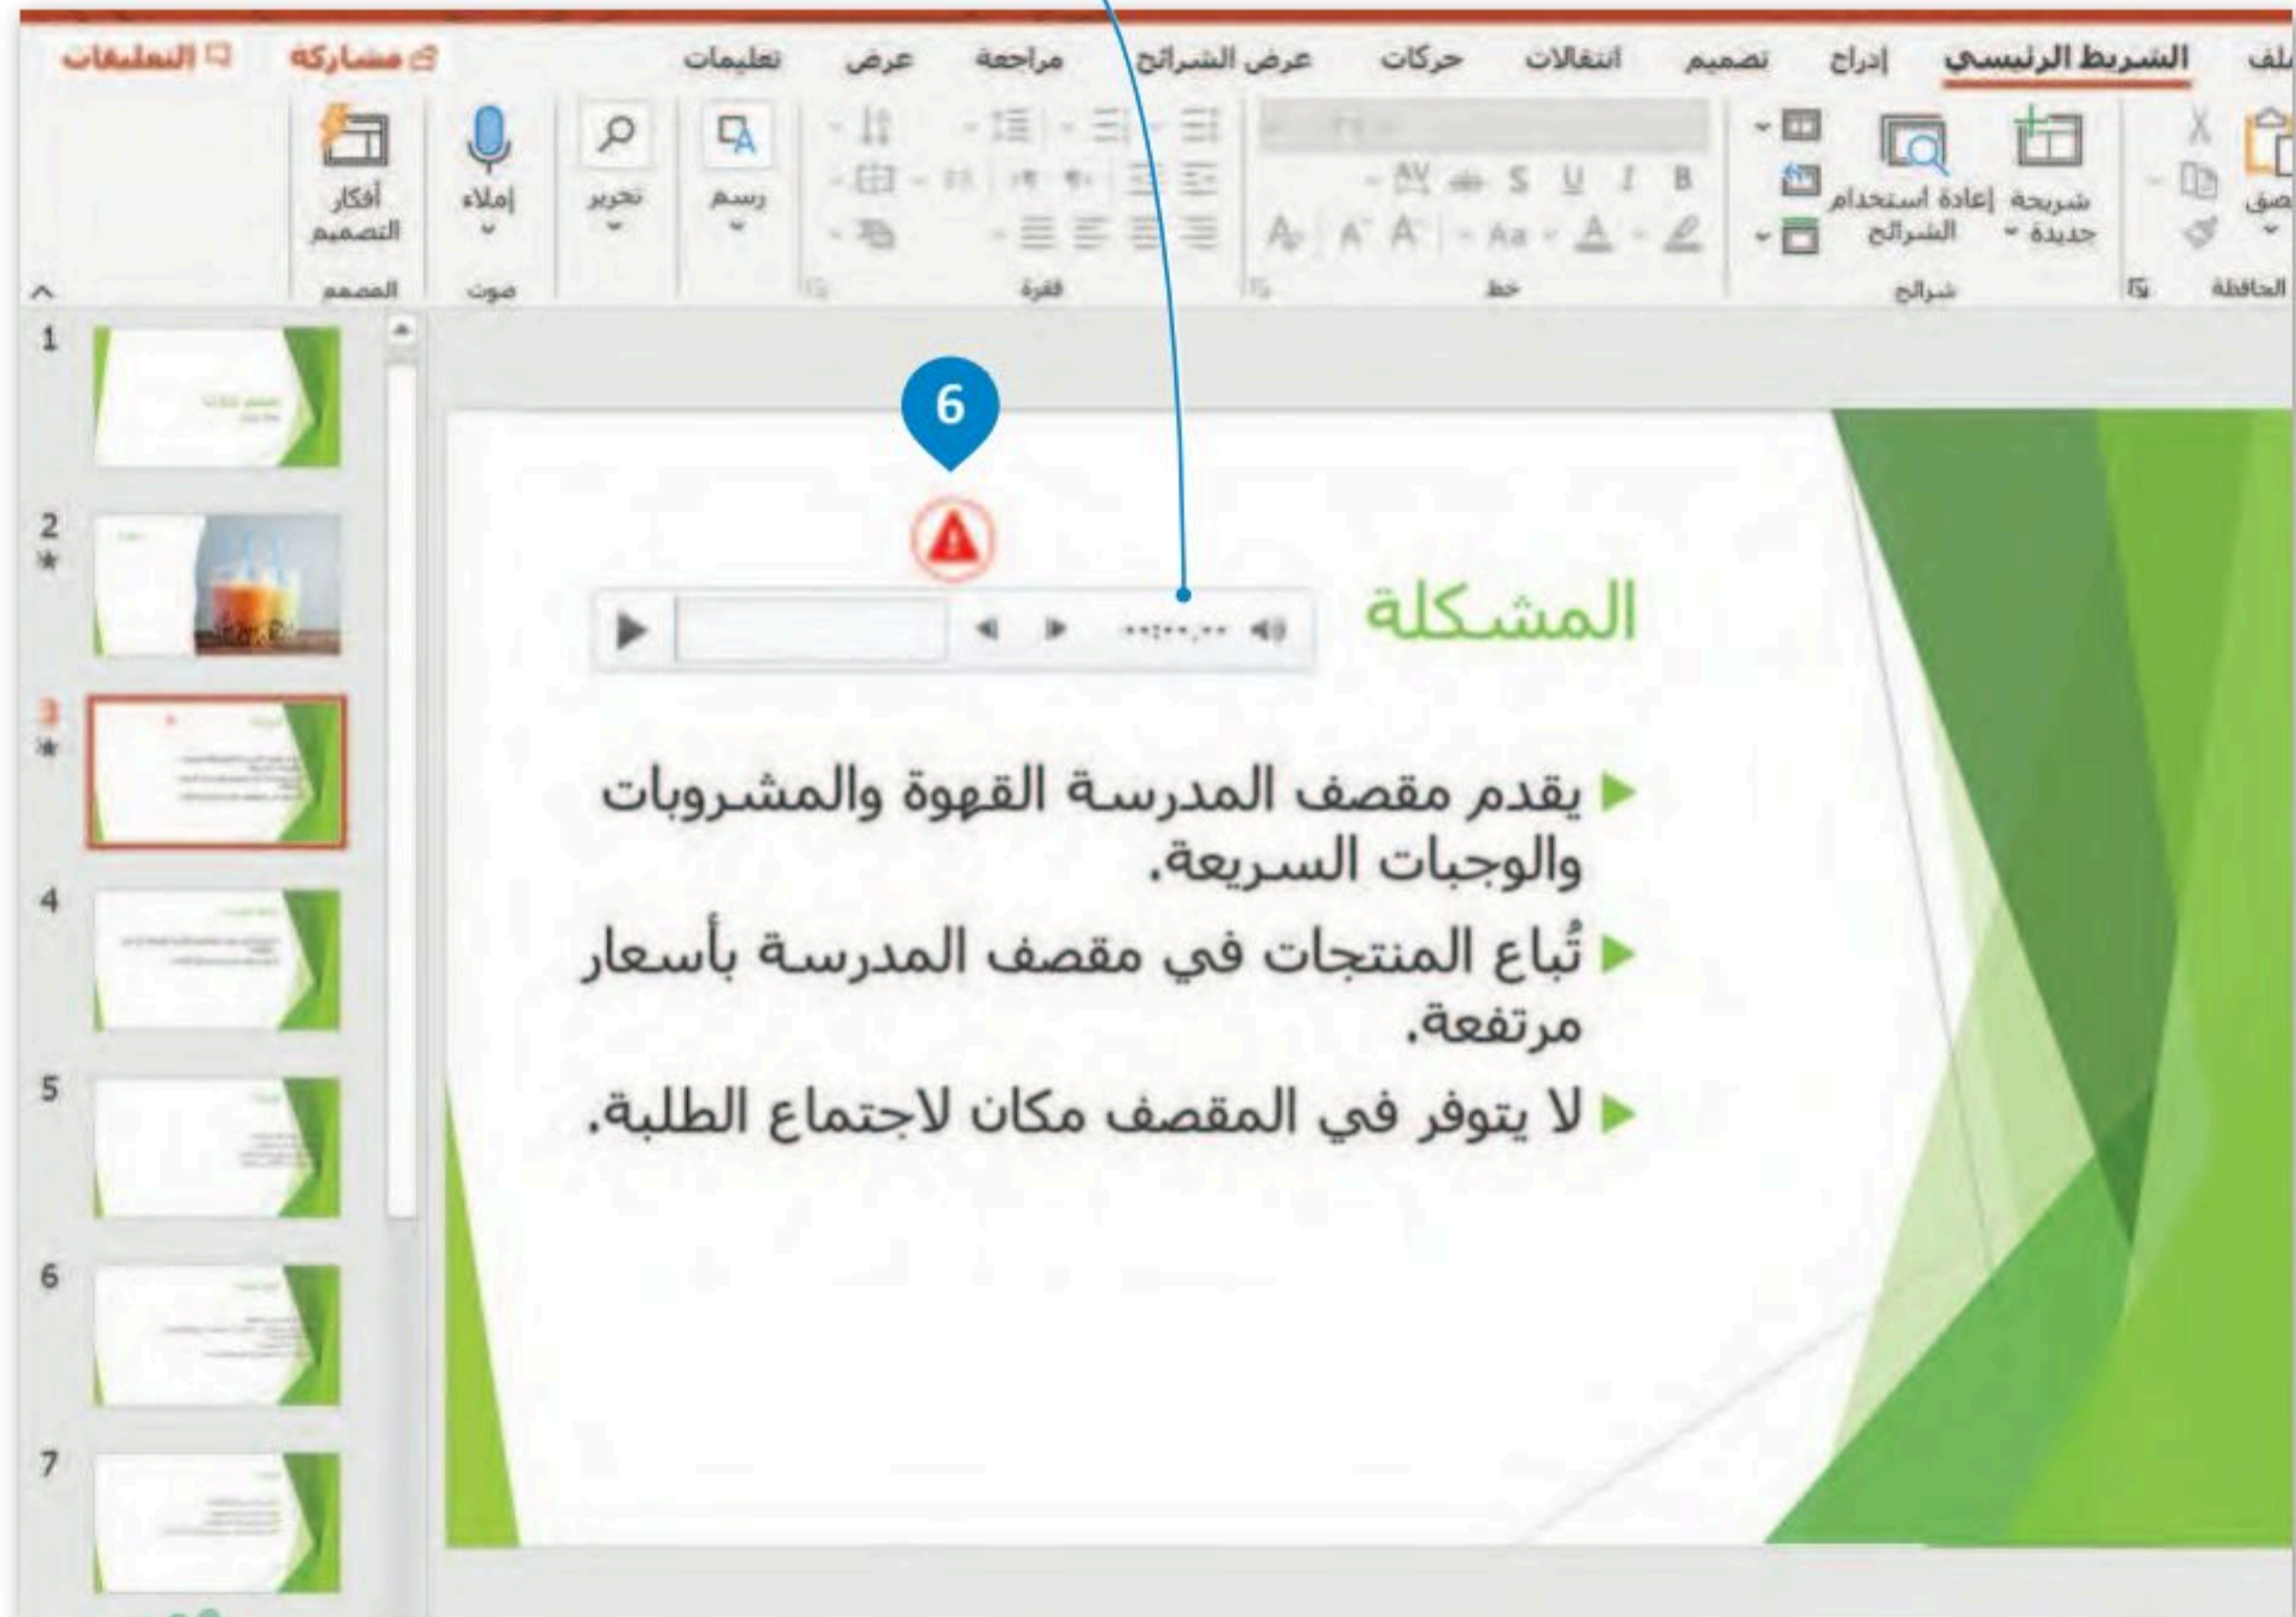 الشريط الرئيسي إدراج تصميم انتقالات حركات عرض الشرائح مراجعة عرض تعليمات مشاركة التعليقات
شريحة جديدة
إعادة استخدام الشرائح
B I U S AV
Aa A A A
رسم
تحرير
إملاء
أفكار التصميم
الحافظة شرائح خط فقرة صوت المصمم
6
المشكلة
يقدم مقصف المدرسة القهوة والمشروبات
والوجبات السريعة.
تُباع المنتجات في مقصف المدرسة بأسعار
مرتفعة.
لا يتوفر في المقصف مكان لاجتماع الطلبة.
1
2
3
4
5
6
7